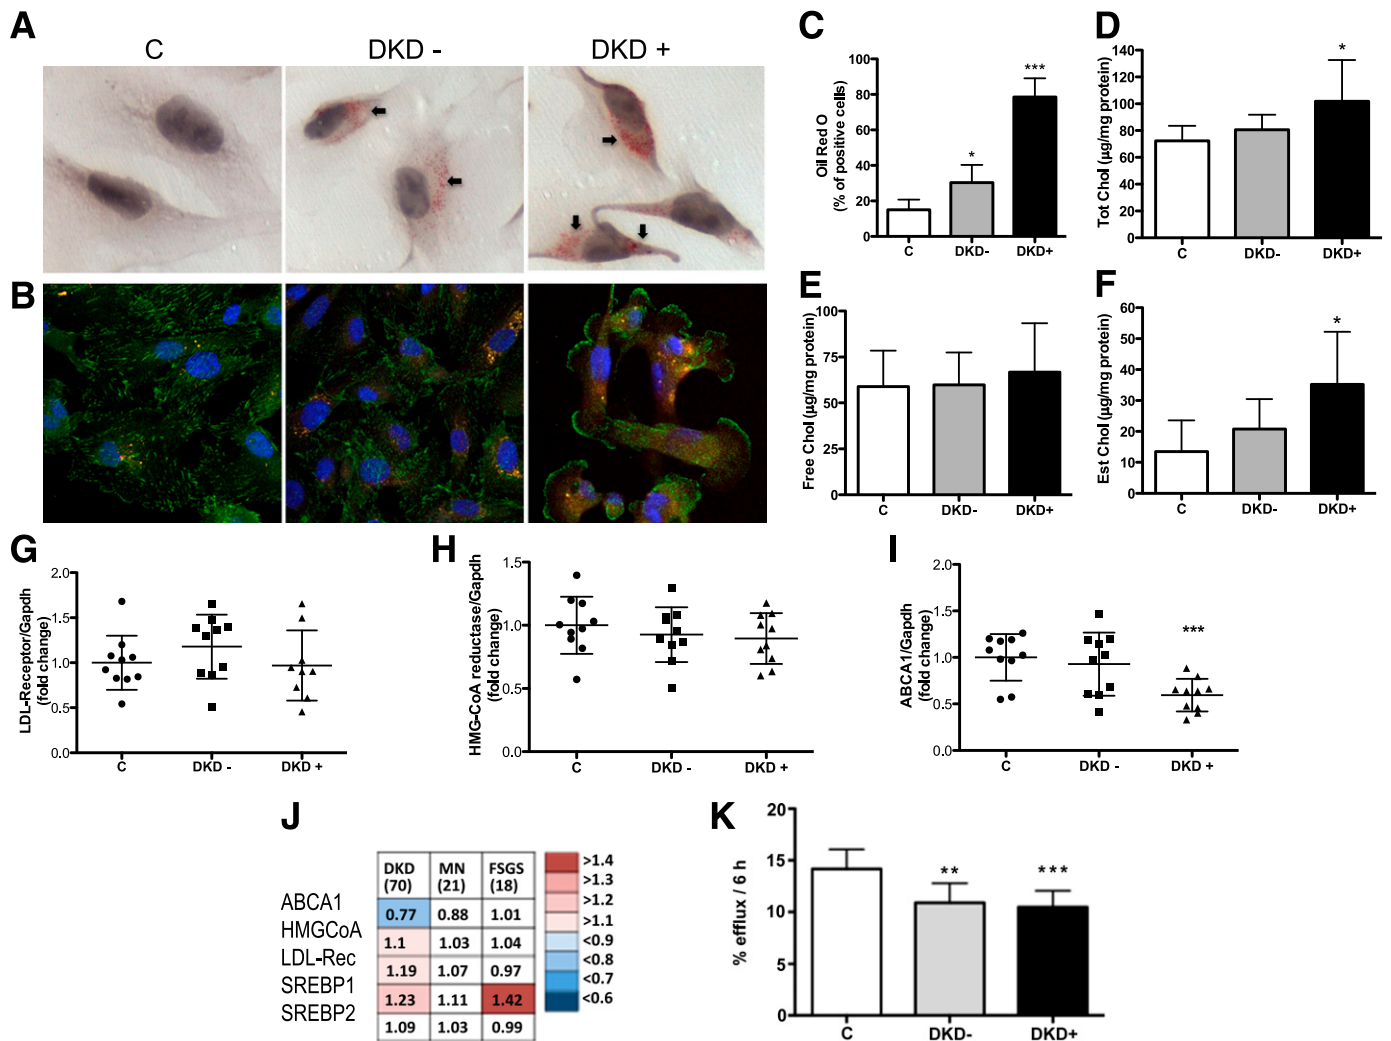 A
C
DKD -
DKD +
B
C
Oil Red O
(% of positive cells)
100
80
60
40
20
0
*
***
C
DKD-
DKD+
D
Tot Chol (µg/mg protein)
140
120
100
80
60
40
20
0
*
C
DKD-
DKD+
E
Free Chol (µg/mg protein)
100
75
50
25
0
C
DKD-
DKD+
F
Est Chol (µg/mg protein)
60
50
40
30
20
10
0
*
C
DKD-
DKD+
G
LDL-Receptor/Gapdh
(fold change)
2.0
1.5
1.0
0.5
0.0
C
DKD -
DKD +
H
HMG-CoA reductase/Gapdh
(fold change)
1.5
1.0
0.5
0.0
C
DKD -
DKD +
I
ABCA1/Gapdh
(fold change)
2.0
1.5
1.0
0.5
0.0
***
C
DKD -
DKD +
J
DKD (70) MN (21) FSGS (18)
ABCA1 0.77 0.88 1.01
HMGCoA 1.1 1.03 1.04
LDL-Rec 1.19 1.07 0.97
SREBP1 1.23 1.11 1.42
SREBP2 1.09 1.03 0.99
>1.4
>1.3
>1.2
>1.1
<0.9
<0.8
<0.7
<0.6
K
% efflux / 6 h
20
15
10
5
0
**
***
C
DKD-
DKD+